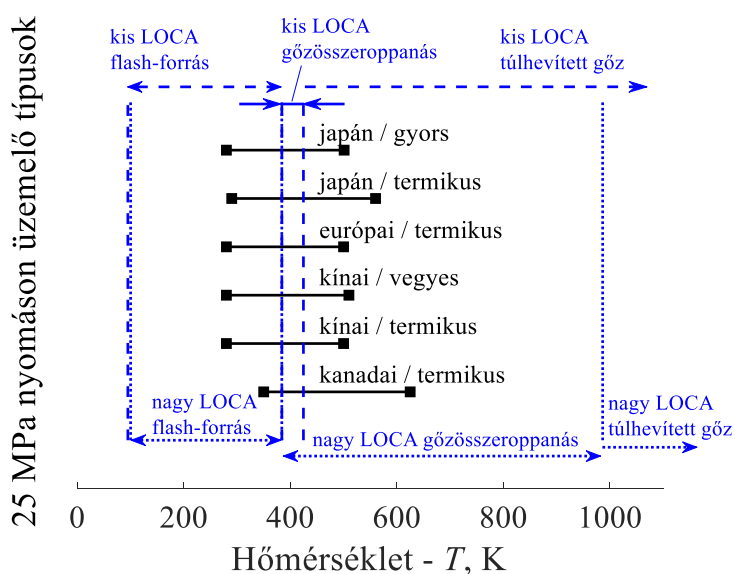 25 MPa nyomáson üzemelő típusok
kis LOCA
flash-forrás
kis LOCA
gőzösszeroppanás
kis LOCA
túlhevített gőz
japán / gyors
japán / termikus
európai / termikus
kínai / vegyes
kínai / termikus
kanadai / termikus
nagy LOCA
flash-forrás
nagy LOCA gőzösszeroppanás
nagy LOCA
túlhevített gőz
0 200 400 600 800 1000
Hőmérséklet - T, K